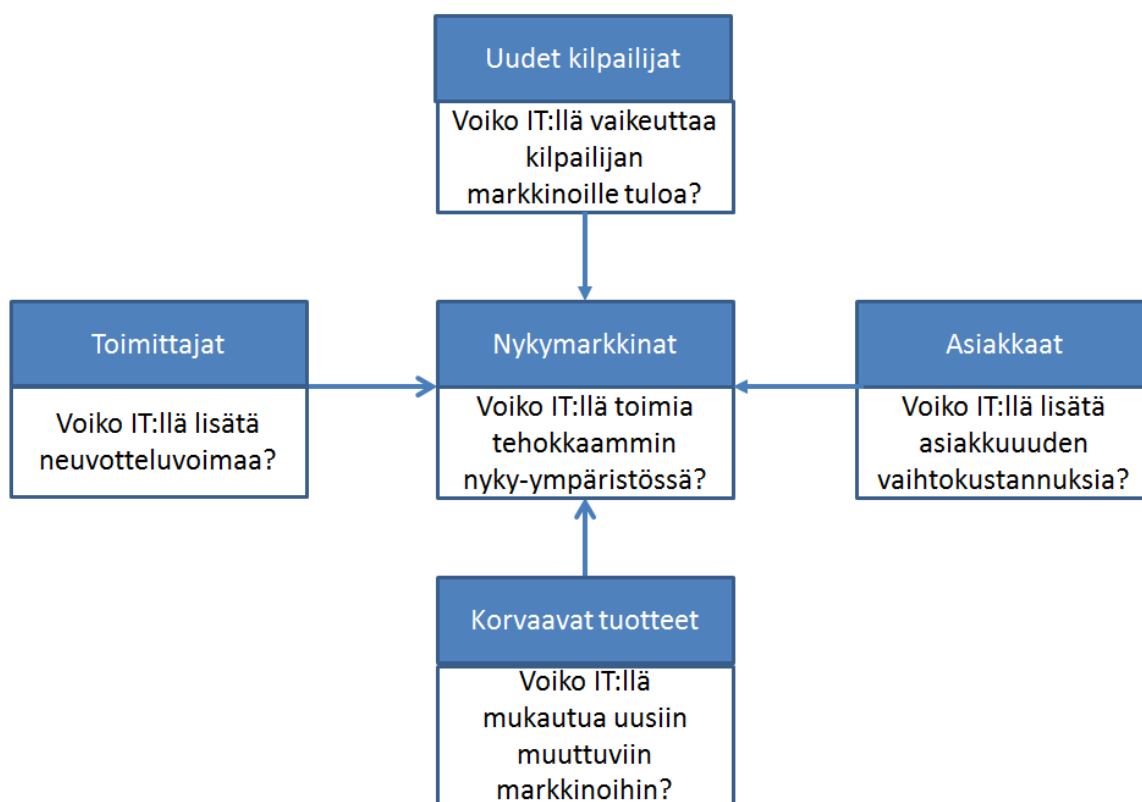 Uudet kilpailijat
Voiko IT:llä vaikeuttaa
kilpailijan
markkinoille tuloa?
Toimittajat
Voiko IT:llä lisätä
neuvotteluvoimaa?
Nykymarkkinat
Voiko IT:llä toimia
tehokkaammin
nyky-ympäristössä?
Asiakkaat
Voiko IT:llä lisätä
asiakkuuuden
vaihtokustannuksia?
Korvaavat tuotteet
Voiko IT:llä
mukautua uusiin
muuttuviin
markkinoihin?